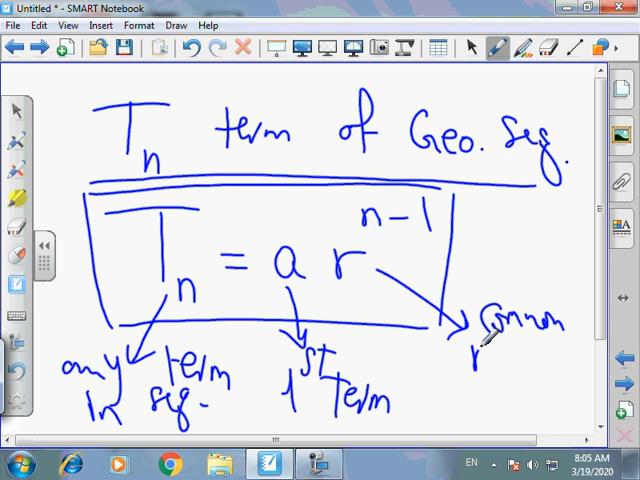 Untitled * - SMART Notebook
File Edit View Insert Format Draw Help
Tn term of Geo. seq.
Tn = a r^n-1
any term
in seq.
1st term
common
r
EN 8:05 AM
3/19/2020